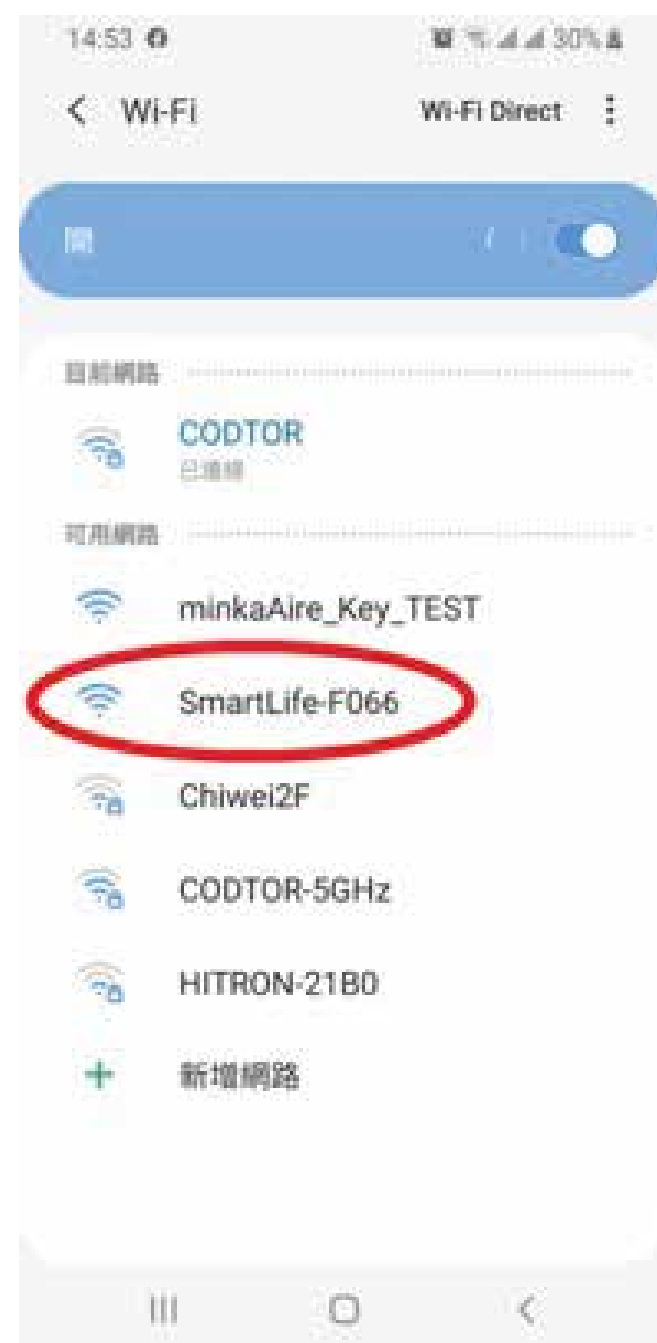 14:53
30%
Wi-Fi
Wi-Fi Direct
開
目前網路
CODTOR
已連線
可用網路
minkaAire_Key_TEST
SmartLife-F066
Chiwei2F
CODTOR-5GHz
HITRON-21B0
新增網路